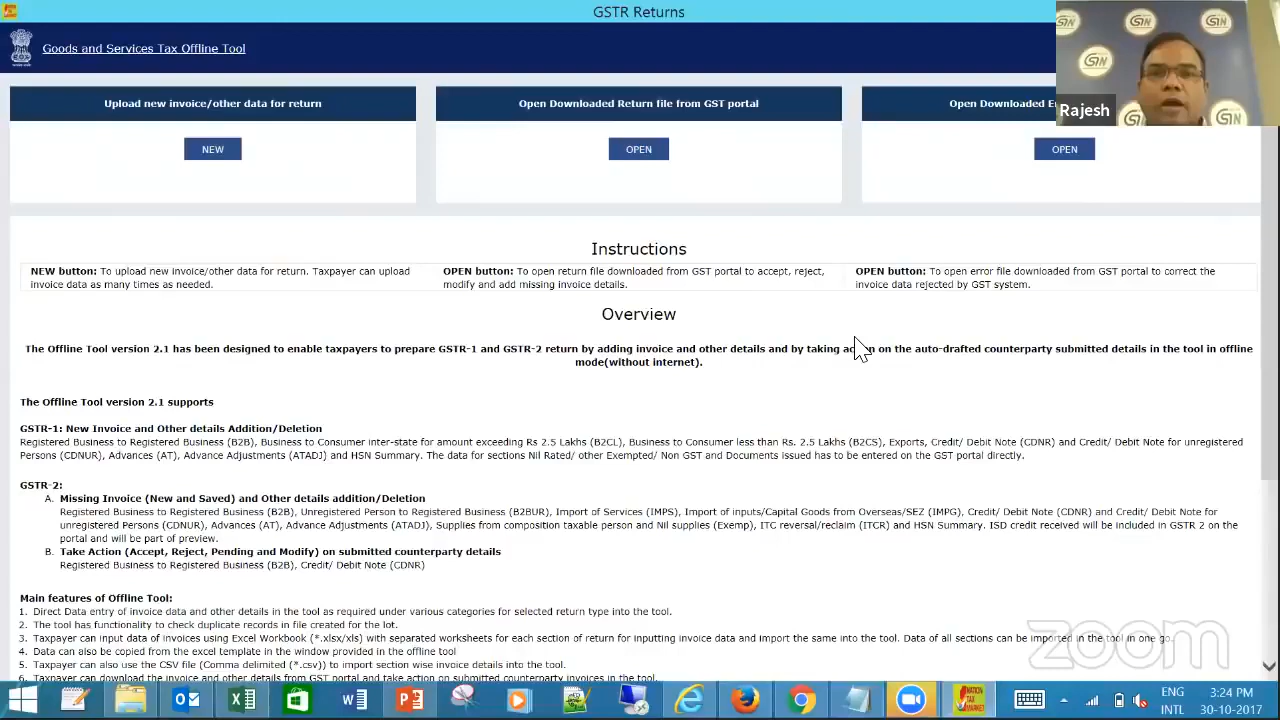 GSTR Returns
Goods and Services Tax Offline Tool
Rajesh
Upload new invoice/other data for return
Open Downloaded Return file from GST portal
Open Downloaded E
NEW
OPEN
OPEN
Instructions
NEW button: To upload new invoice/other data for return. Taxpayer can upload
invoice data as many times as needed.
OPEN button: To open return file downloaded from GST portal to accept, reject,
modify and add missing invoice details.
OPEN button: To open error file downloaded from GST portal to correct the
invoice data rejected by GST system.
Overview
The Offline Tool version 2.1 has been designed to enable taxpayers to prepare GSTR-1 and GSTR-2 return by adding invoice and other details and by taking action on the auto-drafted counterparty submitted details in the tool in offline
mode(without internet).
The Offline Tool version 2.1 supports
GSTR-1: New Invoice and Other details Addition/Deletion
Registered Business to Registered Business (B2B), Business to Consumer inter-state for amount exceeding Rs 2.5 Lakhs (B2CL), Business to Consumer less than Rs. 2.5 Lakhs (B2CS), Exports, Credit/ Debit Note (CDNR) and Credit/ Debit Note for unregistered
Persons (CDNUR), Advances (AT), Advance Adjustments (ATADJ) and HSN Summary. The data for sections Nil Rated/ other Exempted/ Non GST and Documents issued has to be entered on the GST portal directly.
GSTR-2:
A. Missing Invoice (New and Saved) and Other details addition/Deletion
Registered Business to Registered Business (B2B), Unregistered Person to Registered Business (B2BUR), Import of Services (IMPS), Import of inputs/Capital Goods from Overseas/SEZ (IMPG), Credit/ Debit Note (CDNR) and Credit/ Debit Note for
unregistered Persons (CDNUR), Advances (AT), Advance Adjustments (ATADJ), Supplies from composition taxable person and Nil supplies (Exemp), ITC reversal/reclaim (ITCR) and HSN Summary. ISD credit received will be included in GSTR 2 on the
portal and will be part of preview.
B. Take Action (Accept, Reject, Pending and Modify) on submitted counterparty details
Registered Business to Registered Business (B2B), Credit/ Debit Note (CDNR)
Main features of Offline Tool:
1. Direct Data entry of invoice data and other details in the tool as required under various categories for selected return type into the tool.
2. The tool has functionality to check duplicate records in file created for the lot.
3. Taxpayer can input data of invoices using Excel Workbook (*.xlsx/xls) with separated worksheets for each section of return for inputting invoice data and import the same into the tool. Data of all sections can be imported in the tool in one go.
4. Data can also be copied from the excel template in the window provided in the offline tool
5. Taxpayer can also use the CSV file (Comma delimited (*.csv)) to import section wise invoice details into the tool.
6. Taxpayer can download the invoice and other details from GST portal and take action on submitted counterparty invoices in the tool.
zoom
ENG
INTL
3:24 PM
30-10-2017